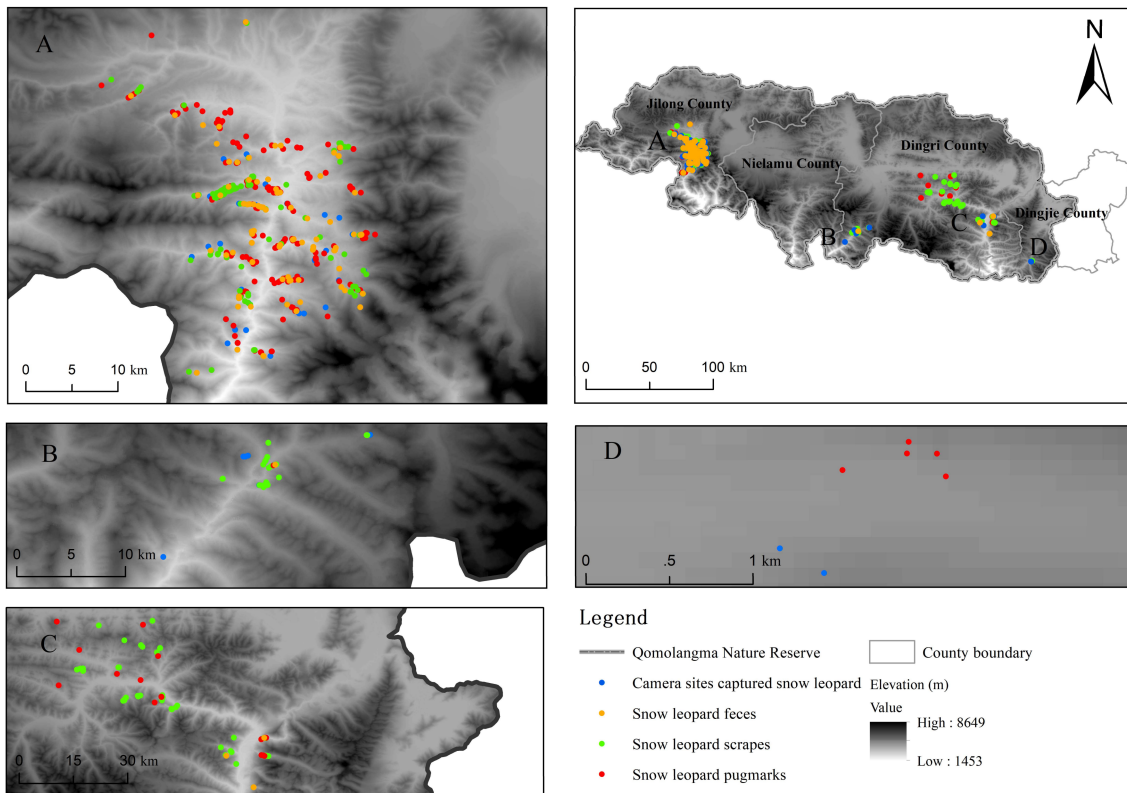 A
0 5 10 km
N
Jilong County
A
Nielamu County
Dingri County
Dingjie County
B
C
D
0 50 100 km
B
0 5 10 km
D
0 .5 1 km
C
0 15 30 km
Legend
Qomolangma Nature Reserve
County boundary
Camera sites captured snow leopard
Elevation (m)
Snow leopard feces
Value
High : 8649
Snow leopard scrapes
Low : 1453
Snow leopard pugmarks